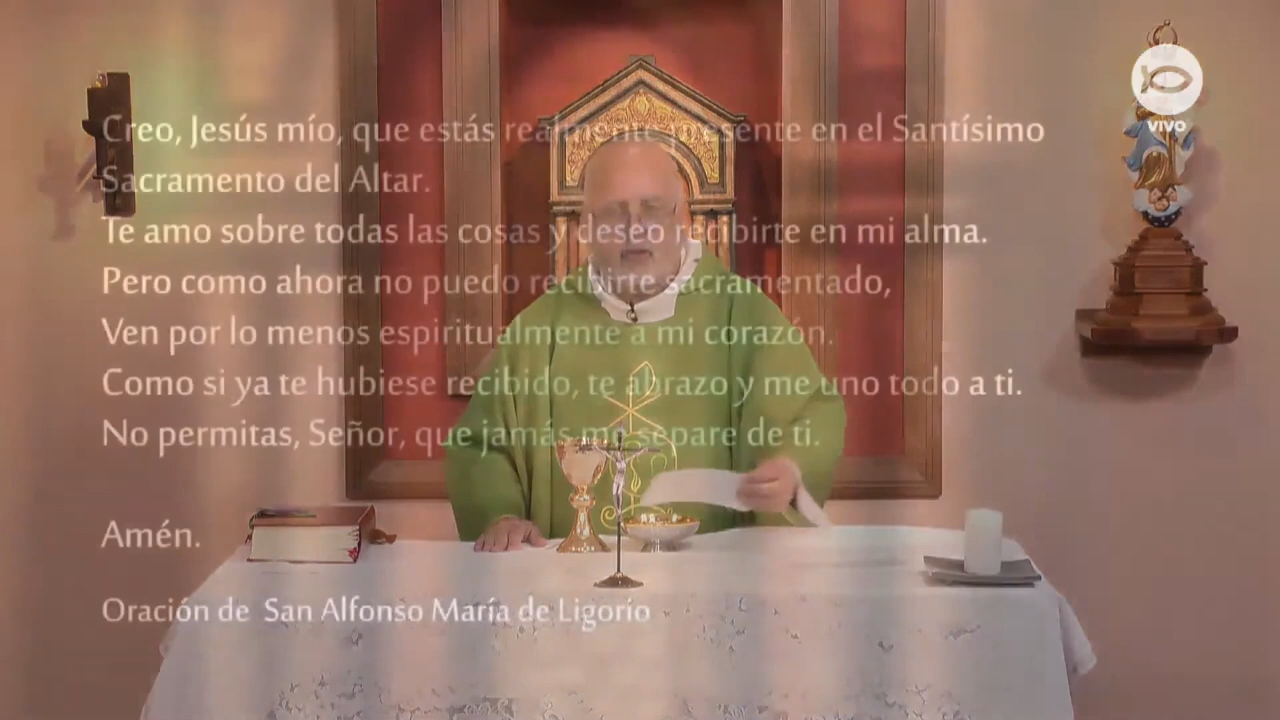 VIVO
Creo, Jesús mío, que estás realmente presente en el Santísimo
Sacramento del Altar.
Te amo sobre todas las cosas y deseo recibirte en mi alma.
Pero como ahora no puedo recibirte sacramentado,
Ven por lo menos espiritualmente a mi corazón.
Como si ya te hubiese recibido, te abrazo y me uno todo a ti.
No permitas, Señor, que jamás me separe de ti.
Amén.
Oración de San Alfonso María de Ligorio